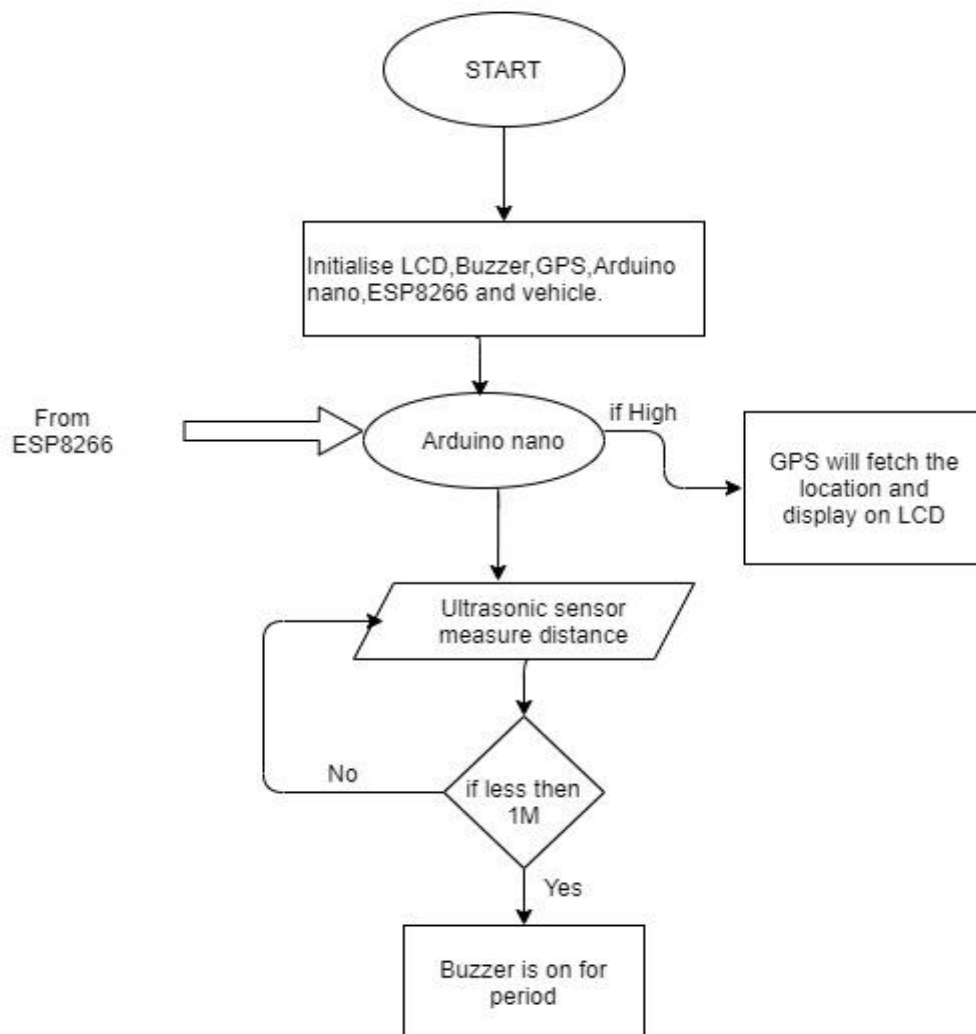 START
Initialise LCD,Buzzer,GPS,Arduino
nano,ESP8266 and vehicle.
From
ESP8266
Arduino nano
if High
GPS will fetch the
location and
display on LCD
Ultrasonic sensor
measure distance
No
if less then
1M
Yes
Buzzer is on for
period